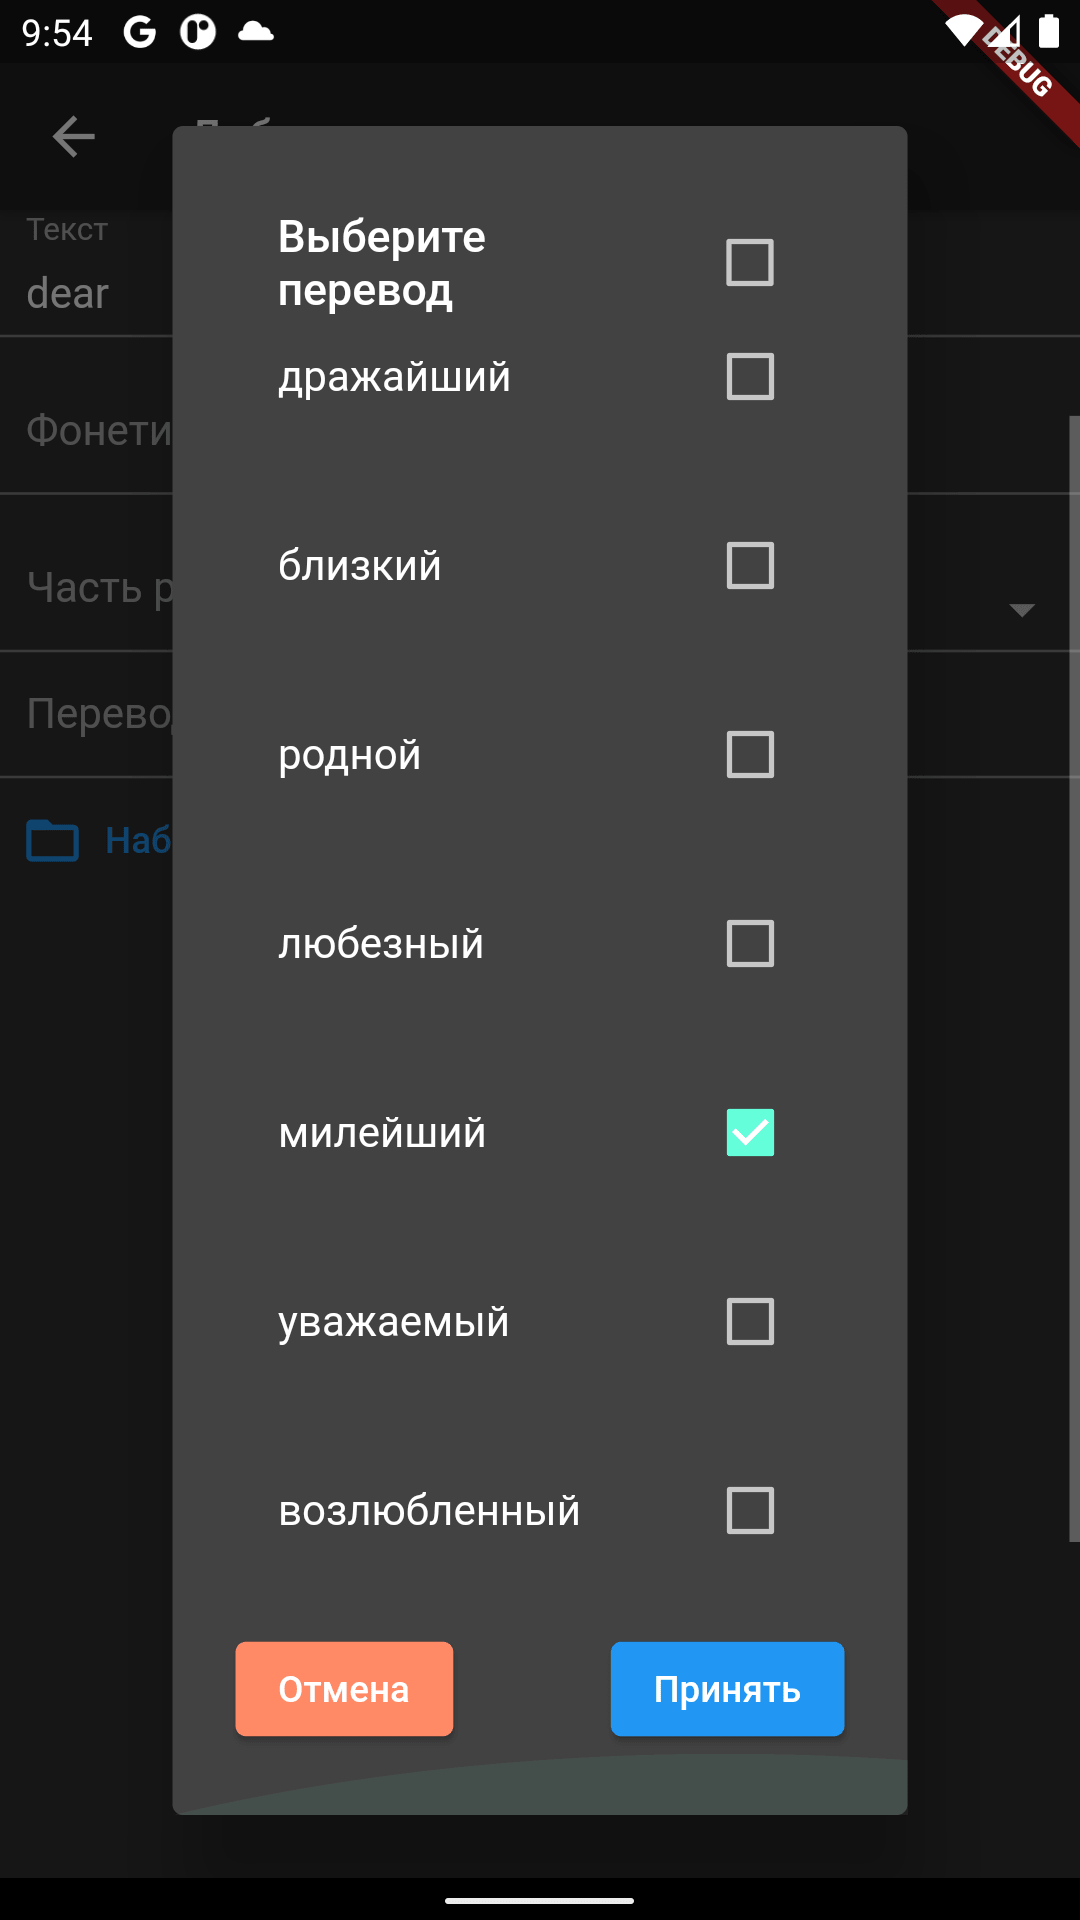 9:54
DEBUG
Текст
dear
Фонети
Часть р
Перево
Наб
Выберите
перевод
дражайший
близкий
родной
любезный
милейший
уважаемый
возлюбленный
Отмена
Принять